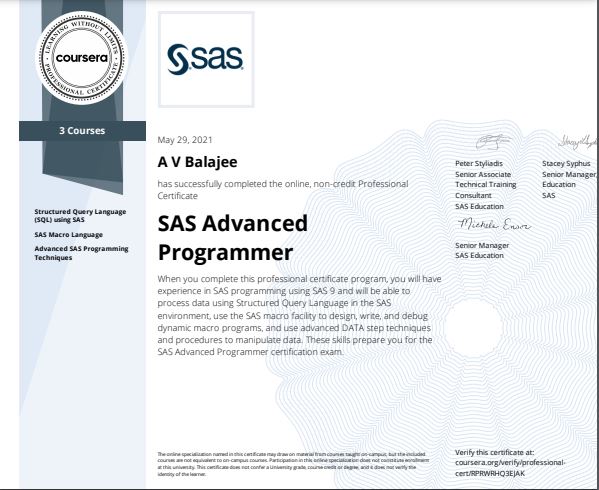 LEARNING WITHOUT LIMITS
coursera
PROFESSIONAL CERTIFICATE
3 Courses
Structured Query Language
(SQL) using SAS
SAS Macro Language
Advanced SAS Programming
Techniques
sas
May 29, 2021
A V Balajee
has successfully completed the online, non-credit Professional
Certificate
SAS Advanced
Programmer
When you complete this professional certificate program, you will have
experience in SAS programming using SAS 9 and will be able to
process data using Structured Query Language in the SAS
environment, use the SAS macro facility to design, write, and debug
dynamic macro programs, and use advanced DATA step techniques
and procedures to manipulate data. These skills prepare you for the
SAS Advanced Programmer certification exam.
Peter Styliadis
Senior Associate
Technical Training
Consultant
SAS Education
Stacey Syphus
Senior Manager,
Education
SAS
Michele Ensor
Senior Manager
SAS Education
The online specialization named in this certificate may draw on material from courses taught on-campus, but the included
courses are not equivalent to on-campus courses. Participation in this online specialization does not constitute enrollment
at this university. This certificate does not confer a University grade, course credit or degree, and it does not verify the
identity of the learner.
Verify this certificate at:
coursera.org/verify/professional-
cert/RPRWRHQ3EJAK